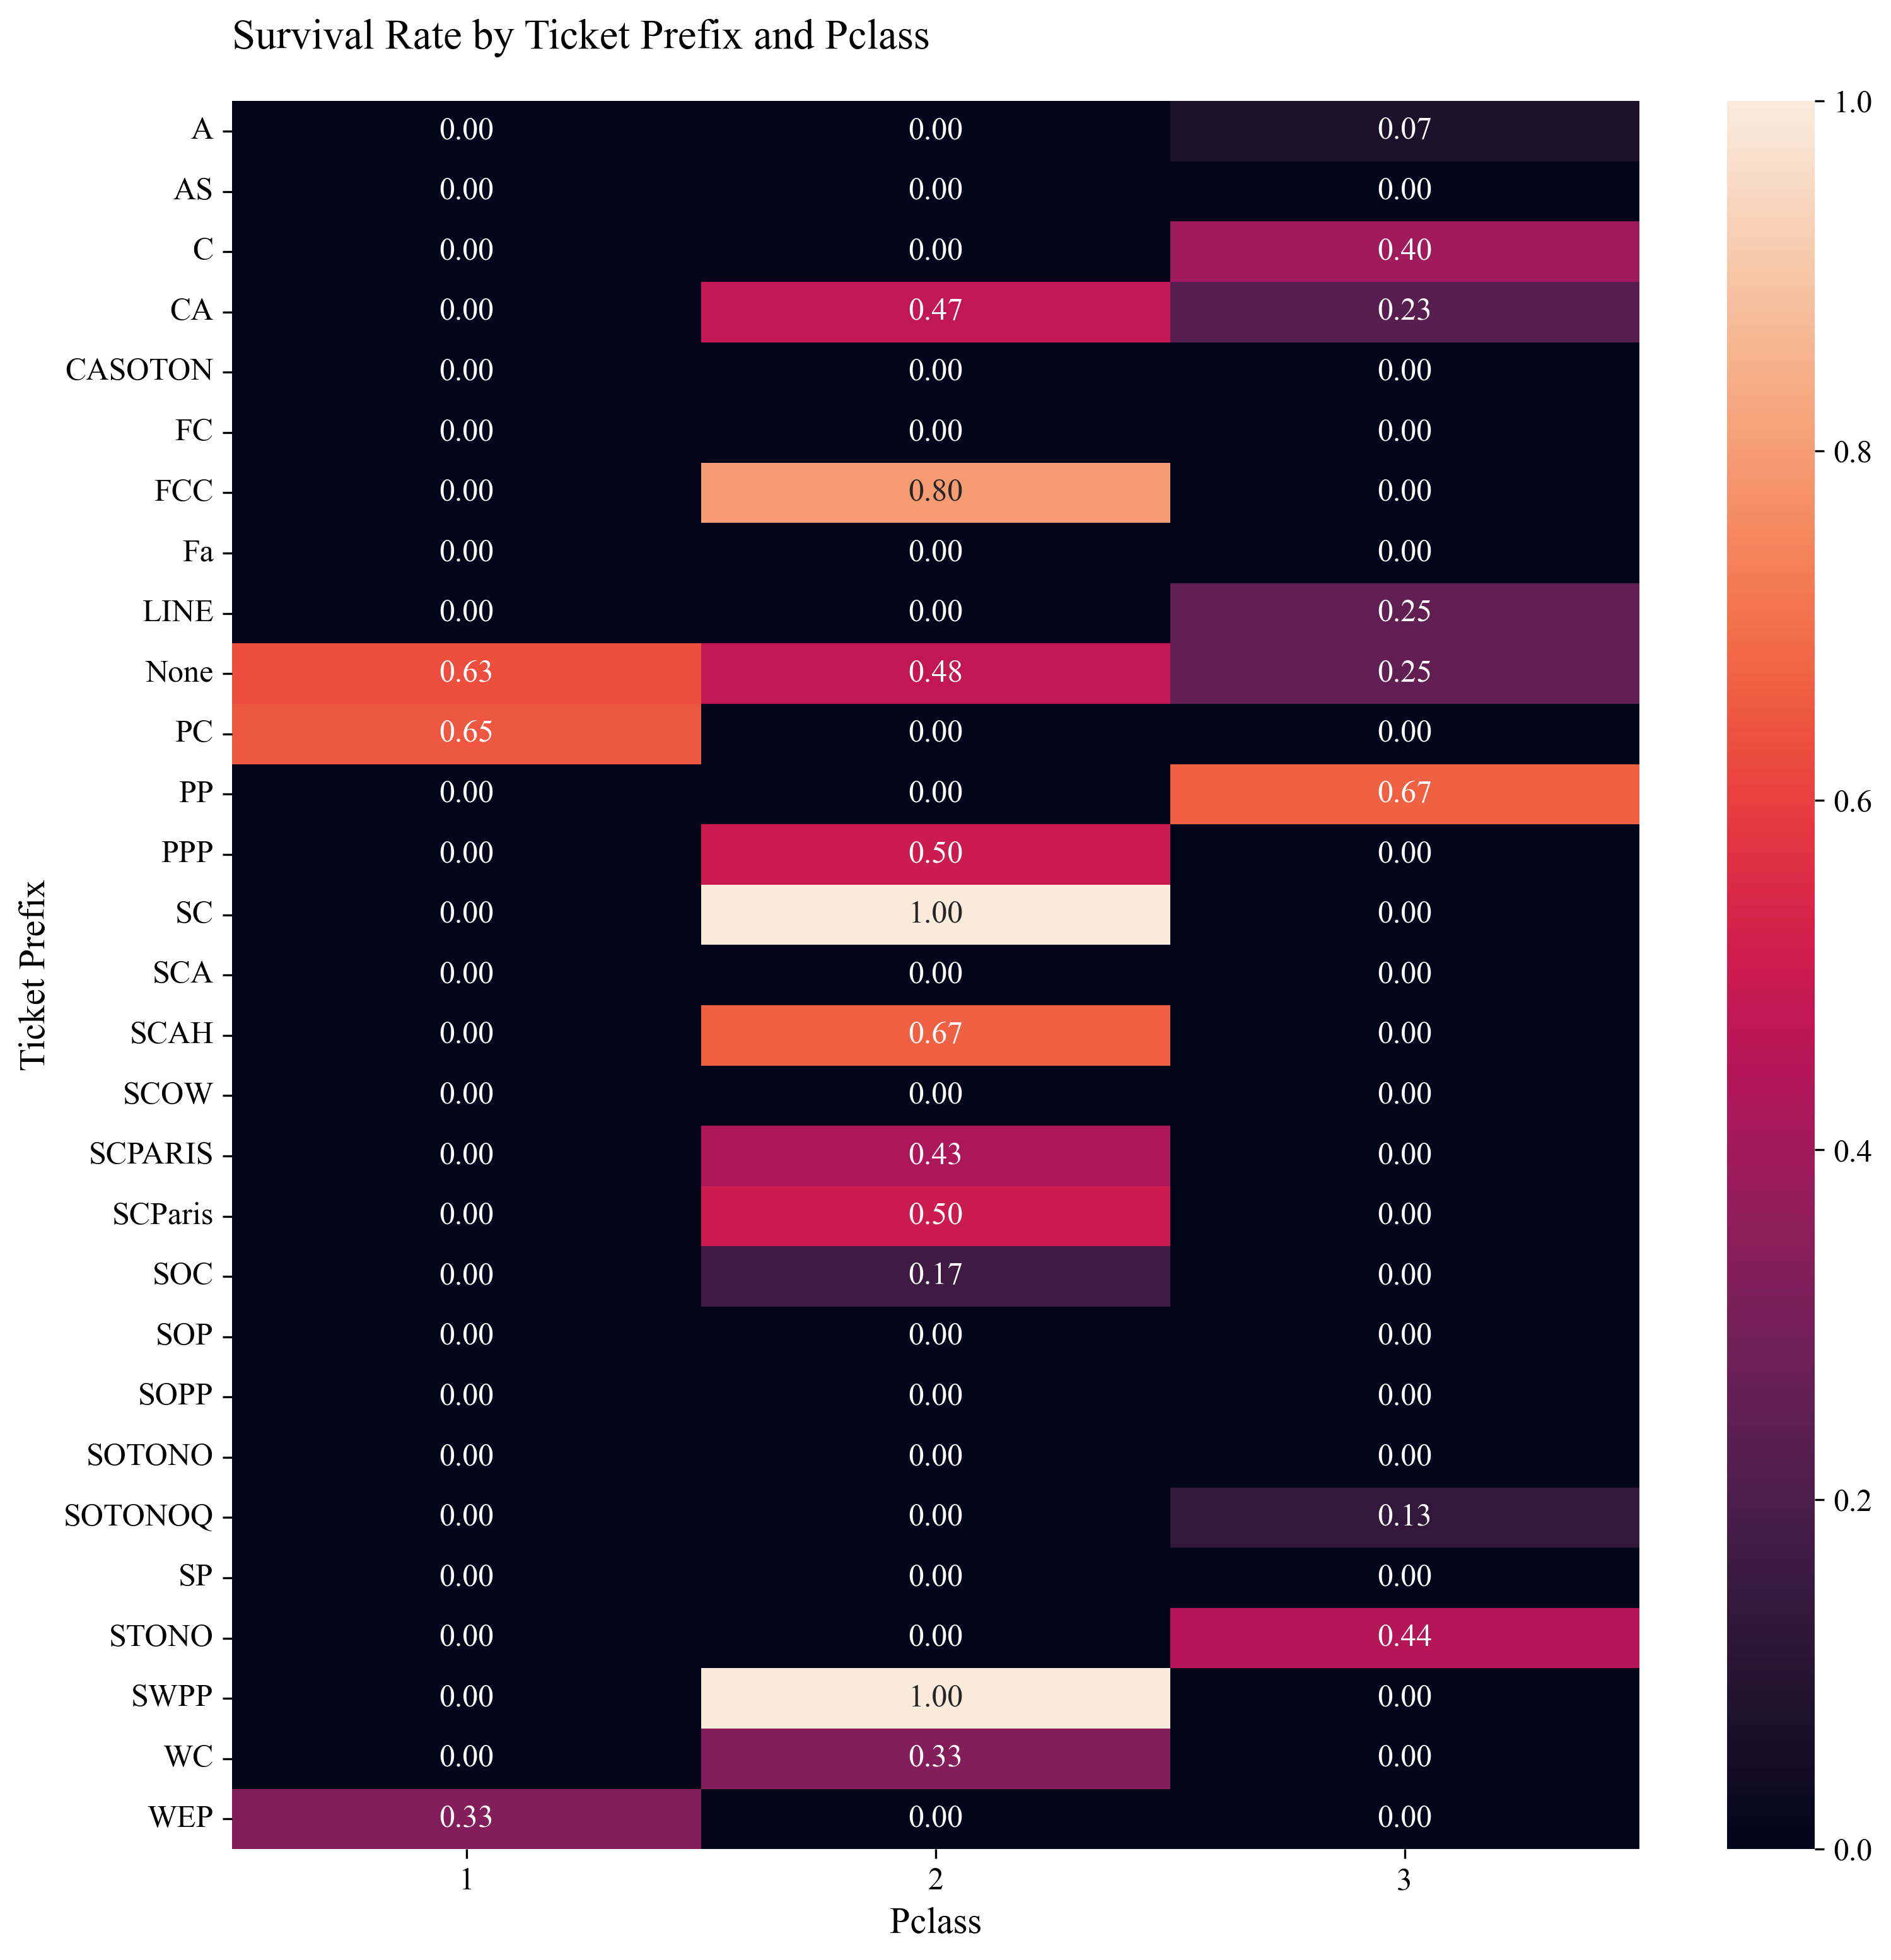 Survival Rate by Ticket Prefix and Pclass
A 0.00 0.00 0.07
AS 0.00 0.00 0.00
C 0.00 0.00 0.40
CA 0.00 0.47 0.23
CASOTON 0.00 0.00 0.00
FC 0.00 0.00 0.00
FCC 0.00 0.80 0.00
Fa 0.00 0.00 0.00
LINE 0.00 0.00 0.25
None 0.63 0.48 0.25
PC 0.65 0.00 0.00
PP 0.00 0.00 0.67
PPP 0.00 0.50 0.00
SC 0.00 1.00 0.00
SCA 0.00 0.00 0.00
SCAH 0.00 0.67 0.00
SCOW 0.00 0.00 0.00
SCPARIS 0.00 0.43 0.00
SCParis 0.00 0.50 0.00
SOC 0.00 0.17 0.00
SOP 0.00 0.00 0.00
SOPP 0.00 0.00 0.00
SOTONO 0.00 0.00 0.00
SOTONOQ 0.00 0.00 0.13
SP 0.00 0.00 0.00
STONO 0.00 0.00 0.44
SWPP 0.00 1.00 0.00
WC 0.00 0.33 0.00
WEP 0.33 0.00 0.00
1 2 3
Pclass
Ticket Prefix
1.0
0.8
0.6
0.4
0.2
0.0